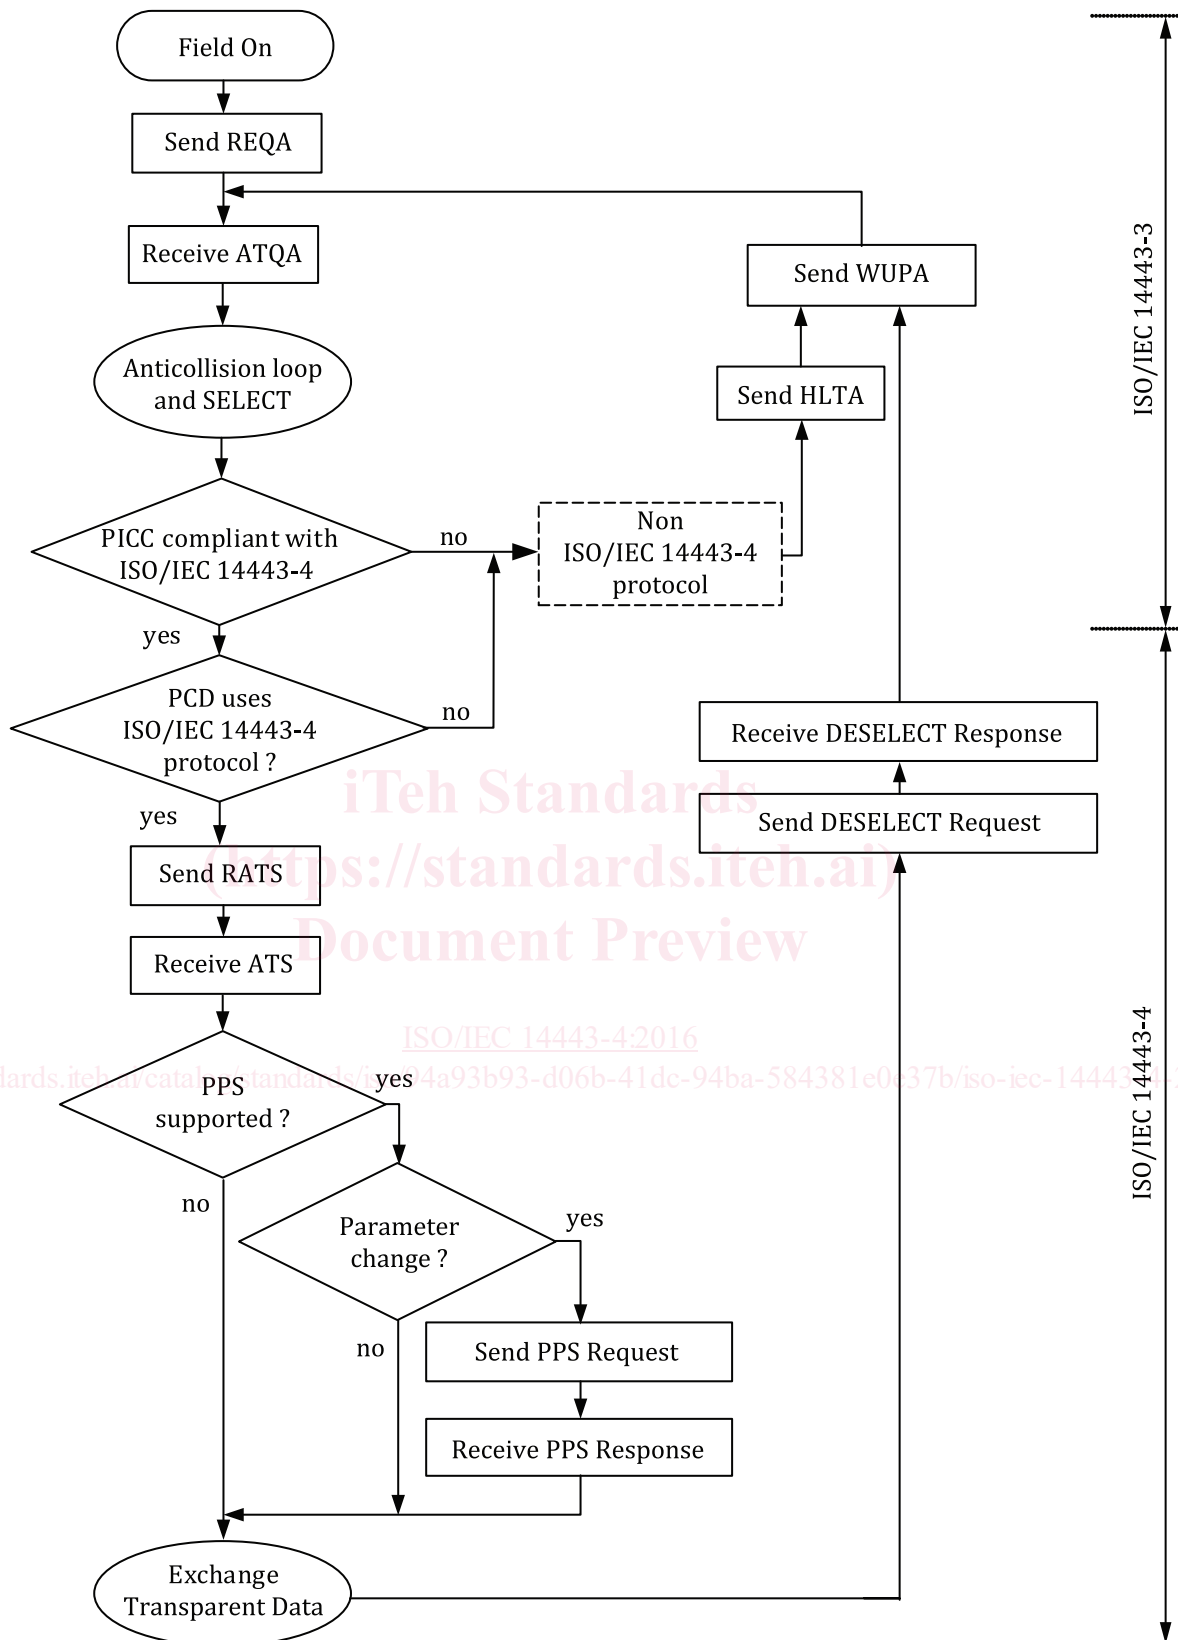 Field On
Send REQA
Receive ATQA
Send WUPA
ISO/IEC 14443-3
Anticollision loop
and SELECT
Send HLTA
PICC compliant with
ISO/IEC 14443-4
no
Non
ISO/IEC 14443-4
protocol
yes
PCD uses
ISO/IEC 14443-4
protocol ?
no
Receive DESELECT Response
iTeh Standards
yes
Send DESELECT Request
Send RATS
(https://standards.iteh.ai)
Document Preview
Receive ATS
ISO/IEC 14443-4:2016
PPS
supported ?
yes
ISO/IEC 14443-4
no
Parameter
change ?
yes
no
Send PPS Request
Receive PPS Response
Exchange
Transparent Data